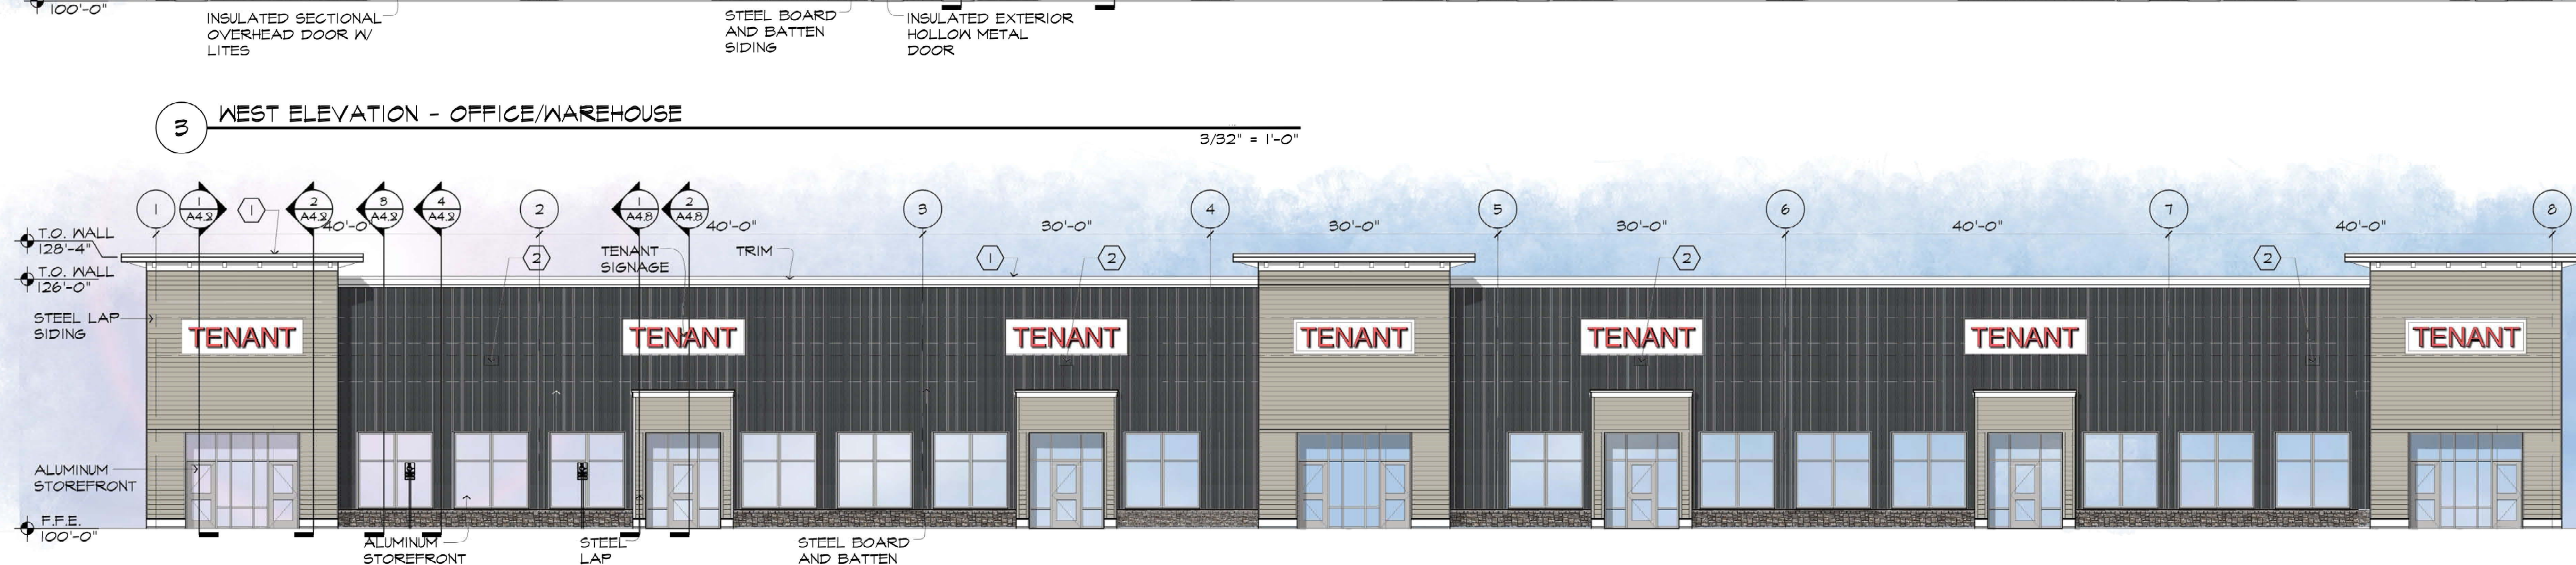 100'-0"
INSULATED SECTIONAL
OVERHEAD DOOR W/
LITES
STEEL BOARD
AND BATTEN
SIDING
INSULATED EXTERIOR
HOLLOW METAL
DOOR
3
WEST ELEVATION - OFFICE/WAREHOUSE
3/32" = 1'-0"
1
1
A4.2
1
2
A4.2
3
A4.2
4
A4.2
2
1
A4.8
2
A4.8
3
4
5
6
7
8
40'-0"
40'-0"
30'-0"
30'-0"
30'-0"
40'-0"
40'-0"
T.O. WALL
128'-4"
T.O. WALL
126'-0"
2
TENANT
SIGNAGE
TRIM
1
2
2
2
STEEL LAP
SIDING
TENANT
TENANT
TENANT
TENANT
TENANT
TENANT
TENANT
ALUMINUM
STOREFRONT
F.F.E.
100'-0"
ALUMINUM
STOREFRONT
STEEL
LAP
STEEL BOARD
AND BATTEN